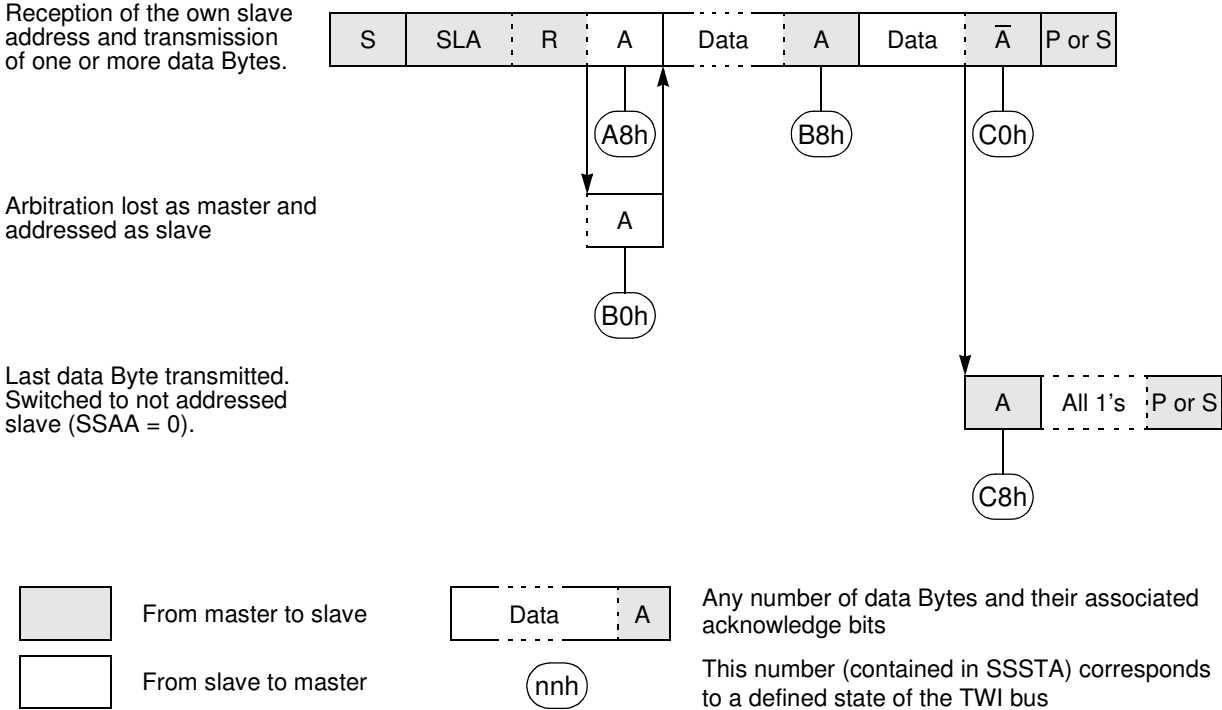 Reception of the own slave
address and transmission
of one or more data Bytes.
S SLA R A Data A Data A̅ P or S
A8h B8h C0h
Arbitration lost as master and
addressed as slave
A
B0h
Last data Byte transmitted.
Switched to not addressed
slave (SSAA = 0).
A All 1's P or S
C8h
From master to slave
Data A
Any number of data Bytes and their associated
acknowledge bits
From slave to master
nnh
This number (contained in SSSTA) corresponds
to a defined state of the TWI bus